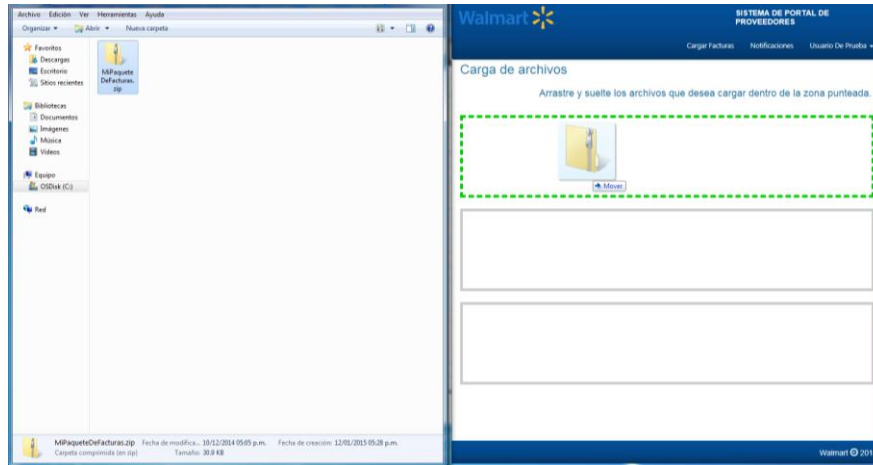 Archivo Edición Ver Herramientas Ayuda
Organizar Abrir Nueva carpeta
Favoritos
Descargas
Escritorio
Sitios recientes
Bibliotecas
Documentos
Imágenes
Música
Videos
Equipo
OSDisk (C:)
Red
MiPaquete
DeFacturas.
zip
MiPaqueteDeFacturas.zip Fecha de modifica... 10/12/2014 05:05 p.m. Fecha de creación: 12/01/2015 05:28 p.m.
Carpeta comprimida (en zip) Tamaño: 30.9 KB
Walmart
SISTEMA DE PORTAL DE
PROVEEDORES
Cargar Facturas Notificaciones Usuario De Prueba
Carga de archivos
Arrastre y suelte los archivos que desea cargar dentro de la zona punteada.
Mover
Walmart © 201